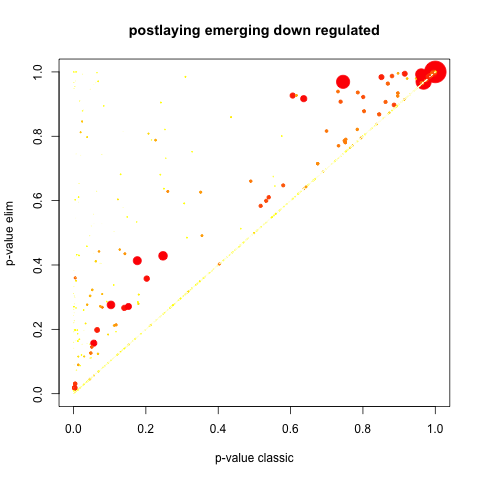 postlaying emerging down regulated
p-value elim
1.0
0.8
0.6
0.4
0.2
0.0
0.0 0.2 0.4 0.6 0.8 1.0
p-value classic